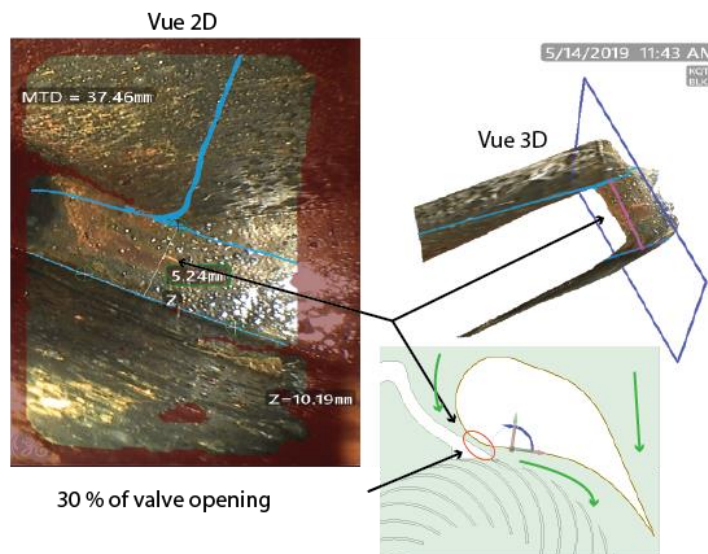 Vue 2D
5/14/2019 11:43 AM
MTD = 37.46mm
Vue 3D
5.24mm
Z
Z-10.19mm
30 % of valve opening